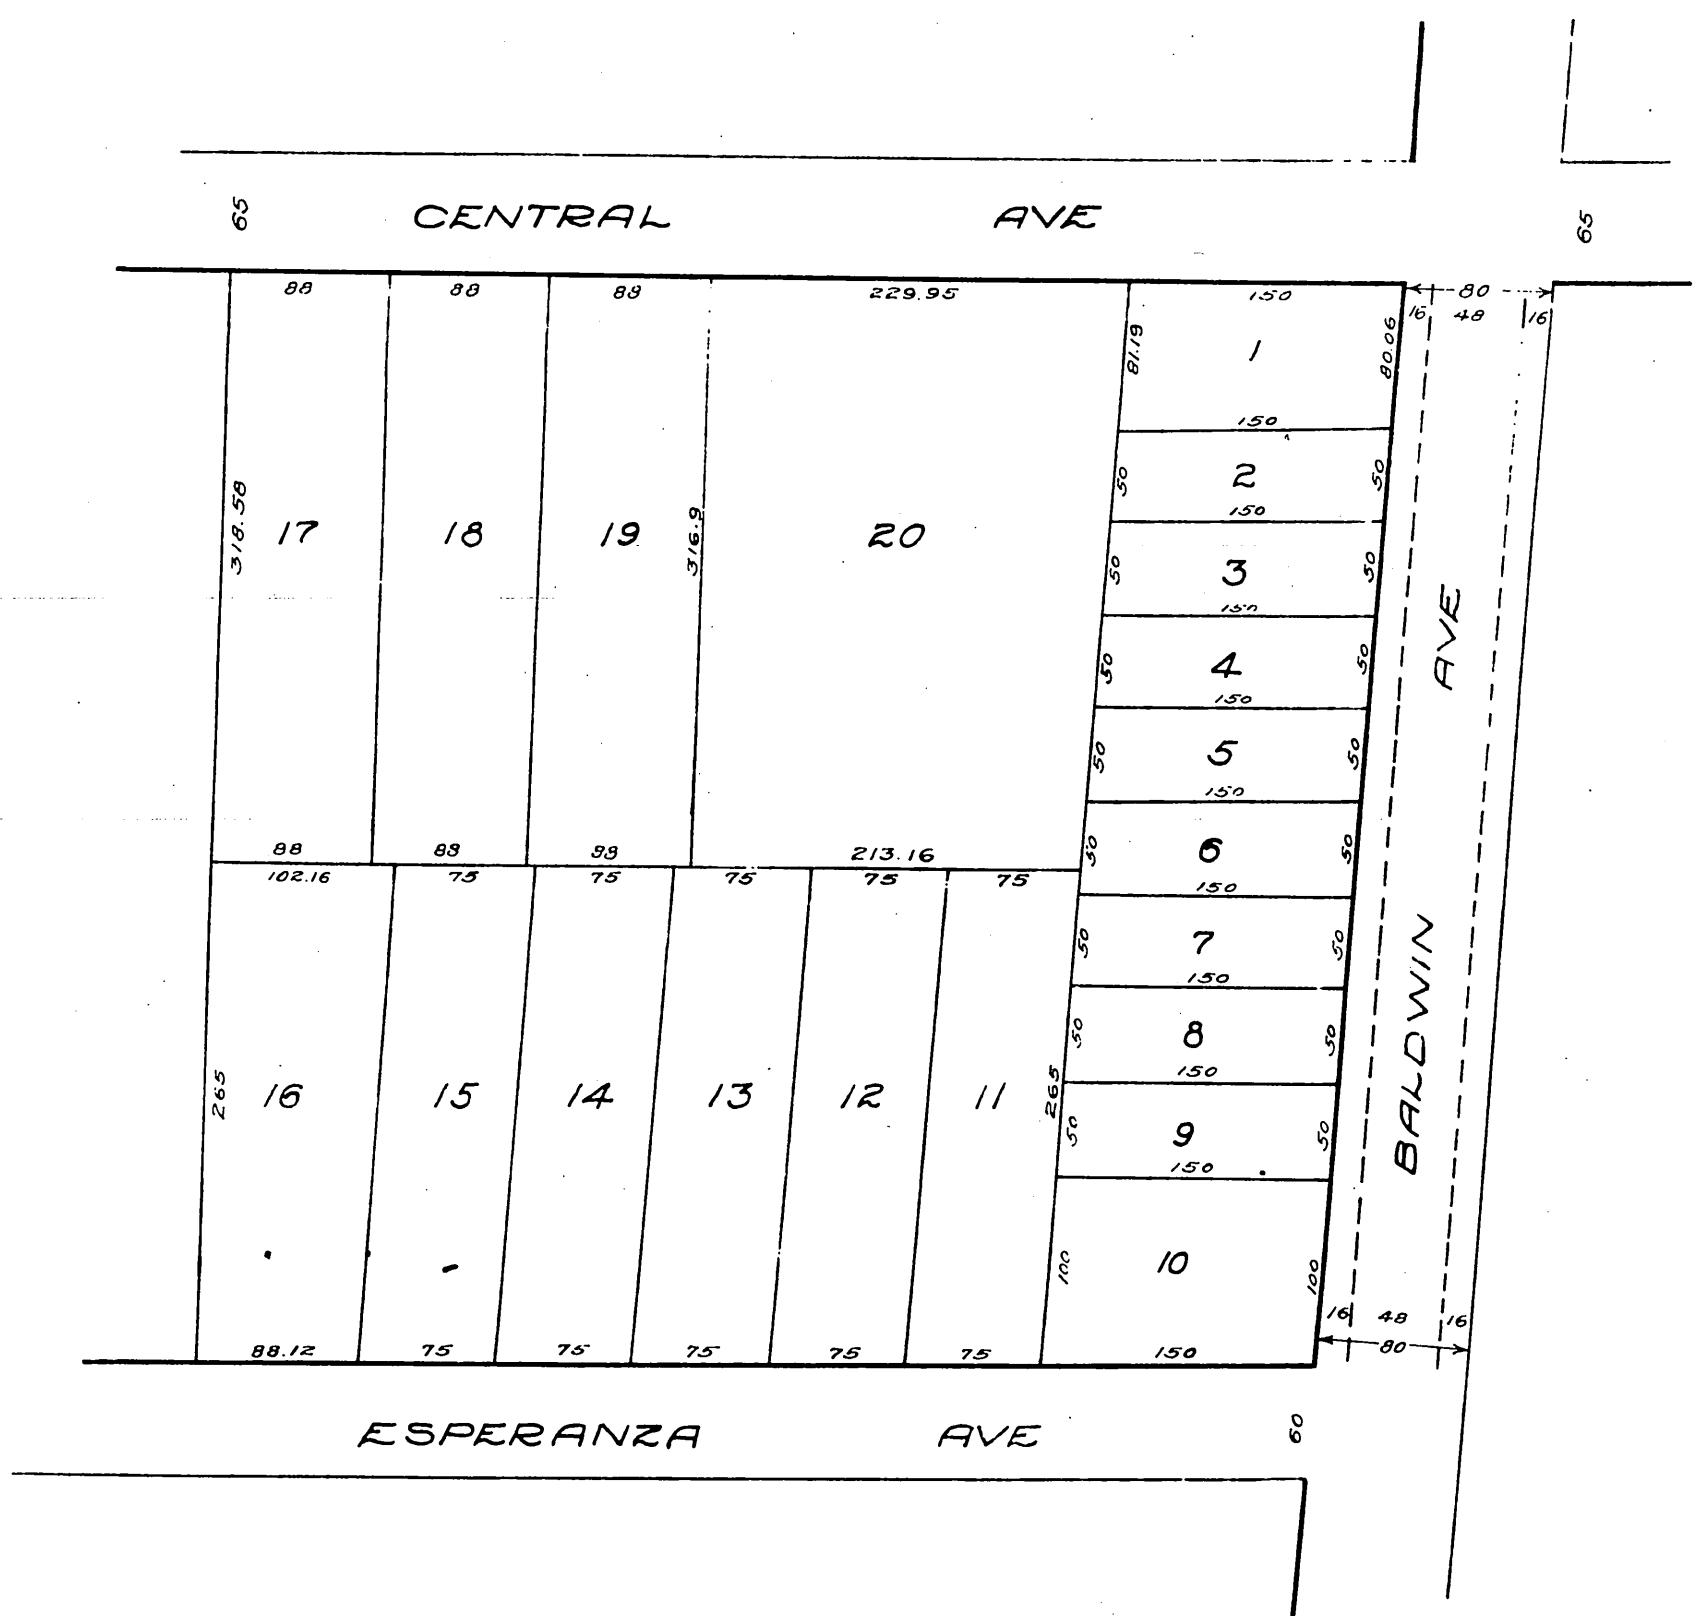 65 CENTRAL AVE 65
88 88 88 229.95 150 80
16 48 16
81.19 1 80.06
150
50 2 50
150
318.58 17 18 19 316.9 20
50 3 50
150
50 4 50
150
AVE
50 5 50
150
88 88 88 213.16 50 6 50
102.16 75 75 75 75 75 150
50 7 50
150
BALDWIN
50 8 50
150
265 16 15 14 13 12 11 265
50 9 50
150
100 10 100
16 48 16
88.12 75 75 75 75 75 150 80
ESPERANZA AVE 60